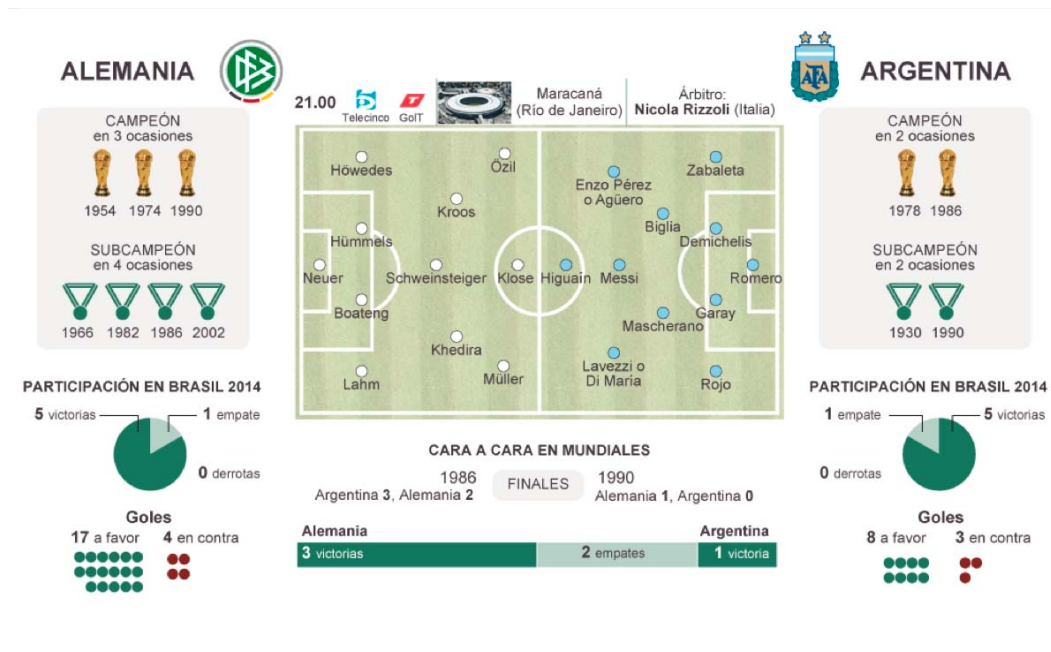 ALEMANIA
DFB
CAMPEÓN
en 3 ocasiones
1954 1974 1990
SUBCAMPEÓN
en 4 ocasiones
1966 1982 1986 2002
PARTICIPACIÓN EN BRASIL 2014
5 victorias
1 empate
0 derrotas
Goles
17 a favor 4 en contra
21.00
Telecinco
GolT
Maracaná
(Río de Janeiro)
Árbitro:
Nicola Rizzoli (Italia)
Höwedes
Özil
Kroos
Hümmels
Neuer
Schweinsteiger
Klose
Boateng
Khedira
Lahm
Müller
Enzo Pérez
o Agüero
Zabaleta
Biglia
Demichelis
Higuaín
Messi
Romero
Mascherano
Garay
Lavezzi o
Di María
Rojo
CARA A CARA EN MUNDIALES
1986
Argentina 3, Alemania 2
FINALES
1990
Alemania 1, Argentina 0
Alemania
Argentina
3 victorias
2 empates
1 victoria
AFA
ARGENTINA
CAMPEÓN
en 2 ocasiones
1978 1986
SUBCAMPEÓN
en 2 ocasiones
1930 1990
PARTICIPACIÓN EN BRASIL 2014
1 empate
5 victorias
0 derrotas
Goles
8 a favor 3 en contra